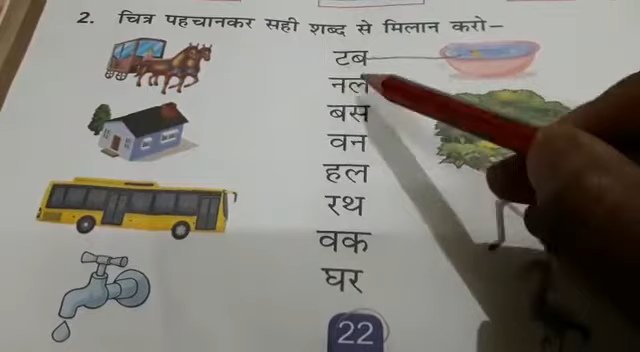 2. चित्र पहचानकर सही शब्द से मिलान करो–
टब
नल
बस
वन
हल
रथ
वक
घर
22